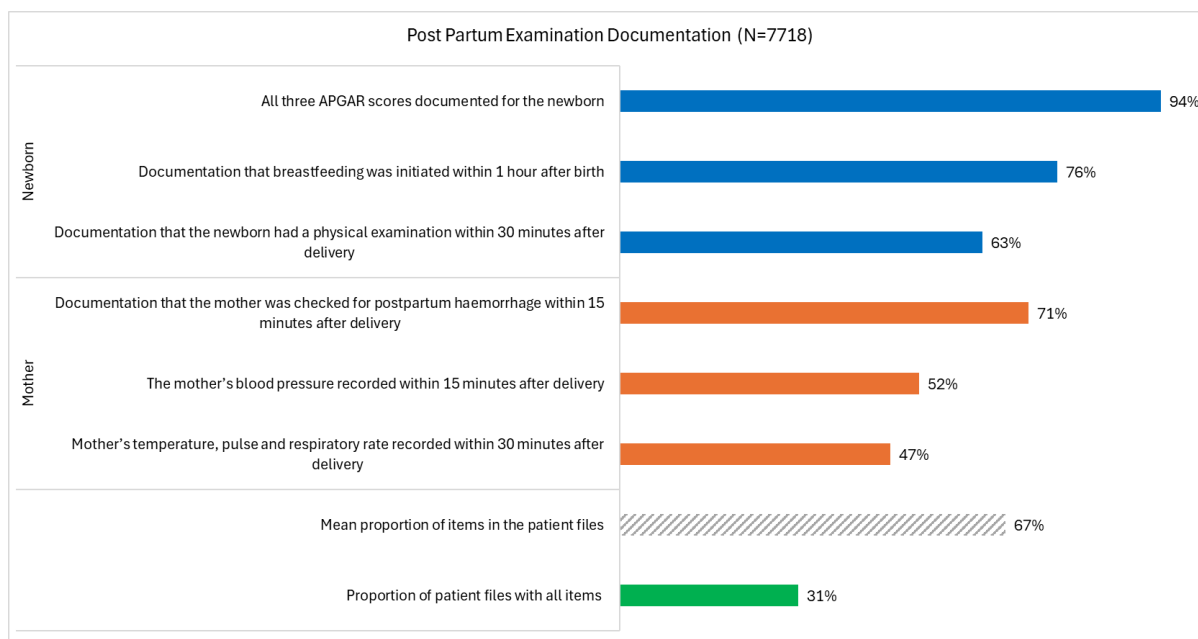 Post Partum Examination Documentation (N=7718)
Newborn
All three APGAR scores documented for the newborn
94%
Documentation that breastfeeding was initiated within 1 hour after birth
76%
Documentation that the newborn had a physical examination within 30 minutes after
delivery
63%
Mother
Documentation that the mother was checked for postpartum haemorrhage within 15
minutes after delivery
71%
The mother’s blood pressure recorded within 15 minutes after delivery
52%
Mother’s temperature, pulse and respiratory rate recorded within 30 minutes after
delivery
47%
Mean proportion of items in the patient files
67%
Proportion of patient files with all items
31%